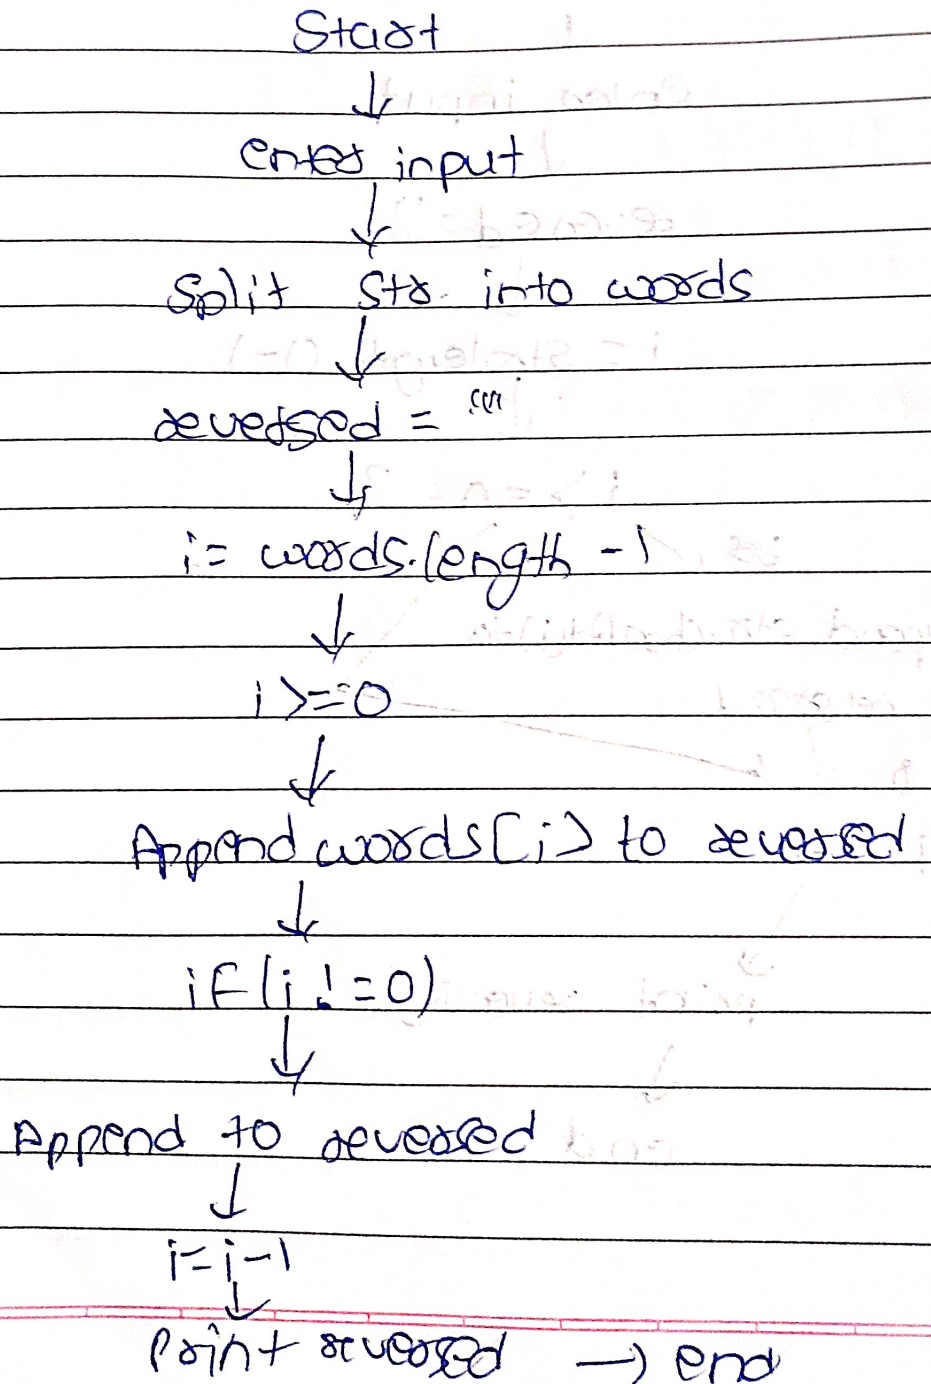 Start
↓
enter input
↓
Split str into words
↓
reversed = ""
↓
i = words.length - 1
↓
i >= 0
↓
Append words[i] to reversed
↓
if (i != 0)
↓
Append to reversed
↓
i = i - 1
↓
Print reversed → end